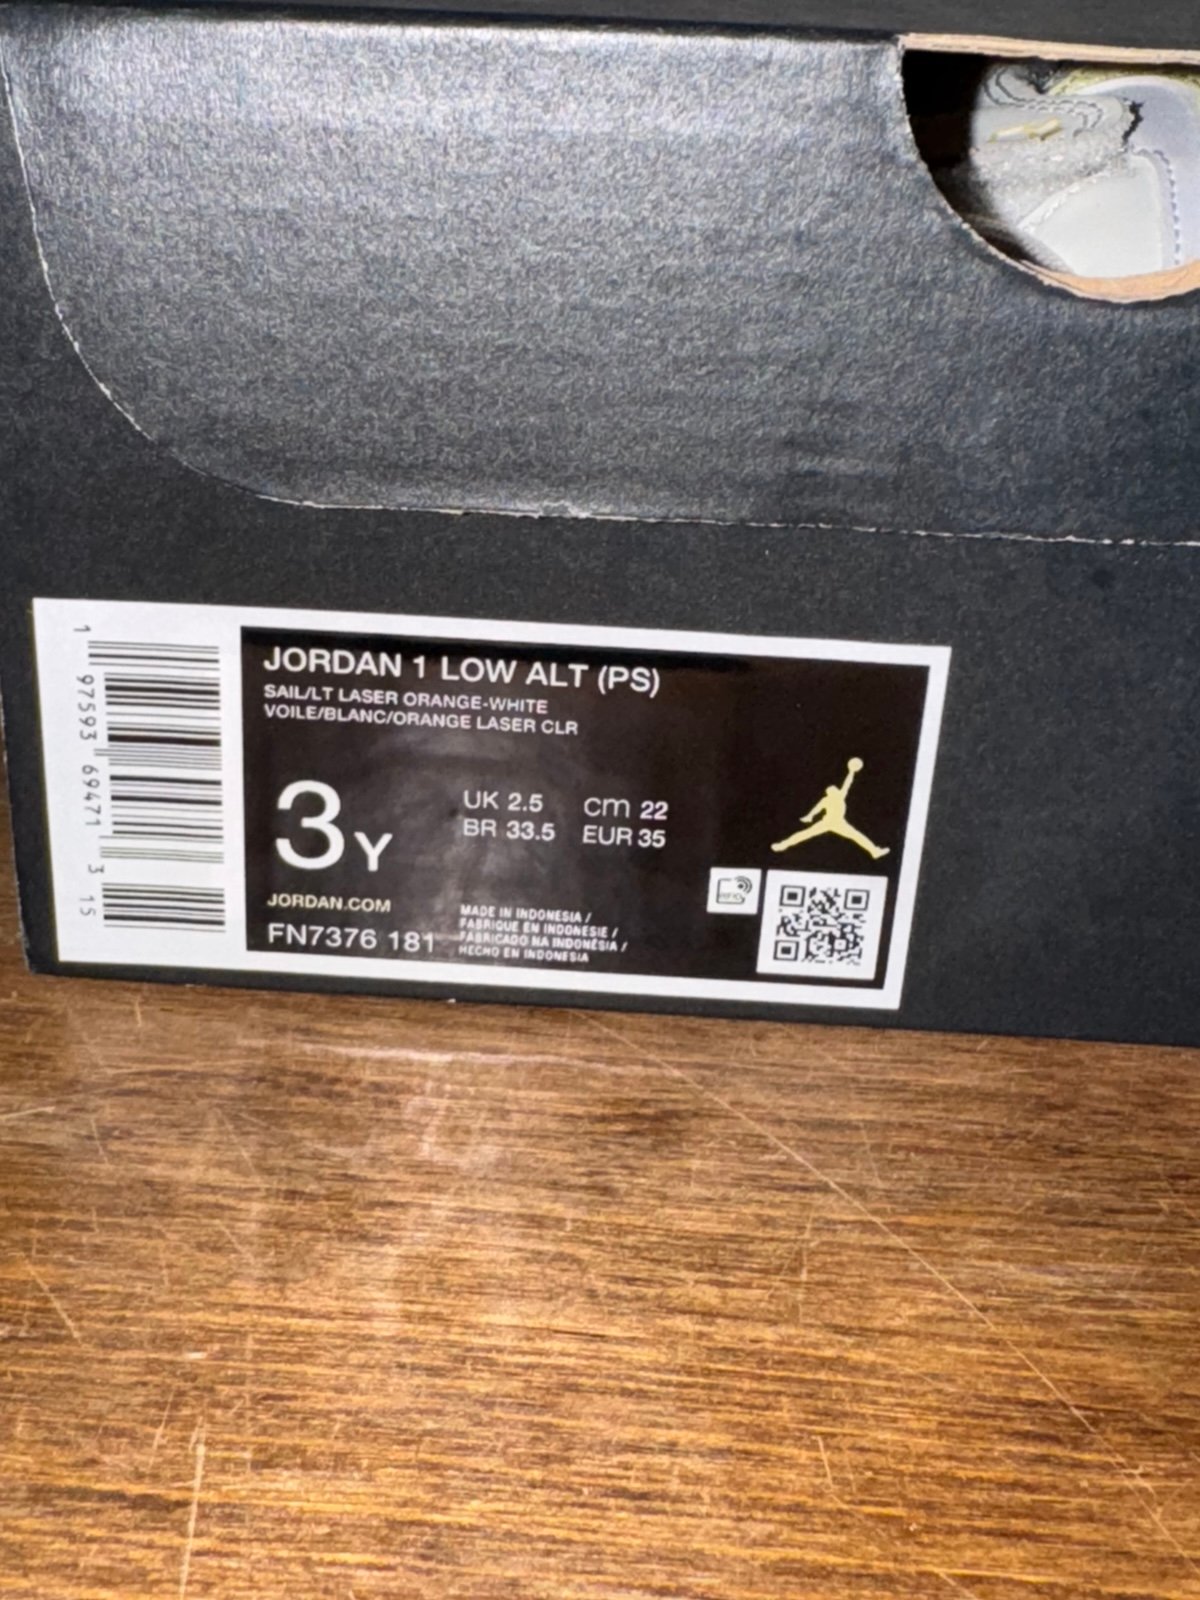 JORDAN 1 LOW ALT (PS)
SAIL/LT LASER ORANGE-WHITE
VOILE/BLANC/ORANGE LASER CLR
3Y
UK 2.5 cm 22
BR 33.5 EUR 35
JORDAN.COM
FN7376 181
MADE IN INDONESIA /
FABRIQUE EN INDONESIE /
FABRICADO NA INDONÉSIA /
HECHO EN INDONESIA
RFID
1 97593 69471 3 15